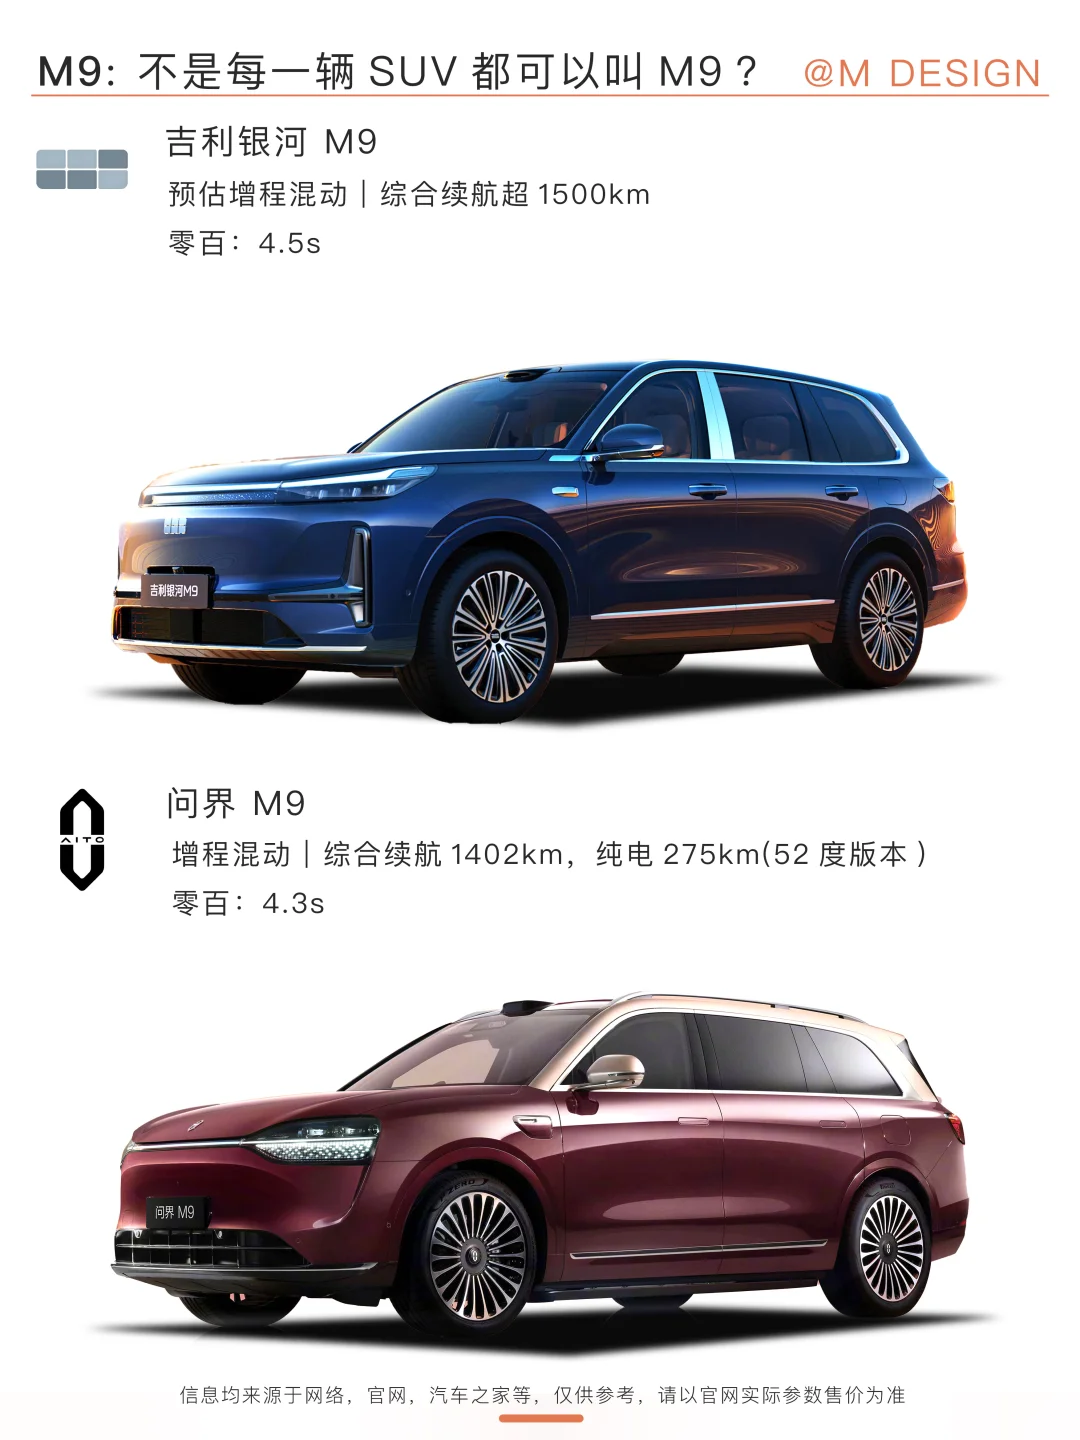 M9: 不是每一辆 SUV 都可以叫 M9 ? @M DESIGN
吉利银河 M9
预估增程混动｜综合续航超 1500km
零百：4.5s
吉利银河M9
问界 M9
AITO
增程混动｜综合续航 1402km，纯电 275km(52 度版本 )
零百：4.3s
问界 M9
信息均来源于网络，官网，汽车之家等，仅供参考，请以官网实际参数售价为准